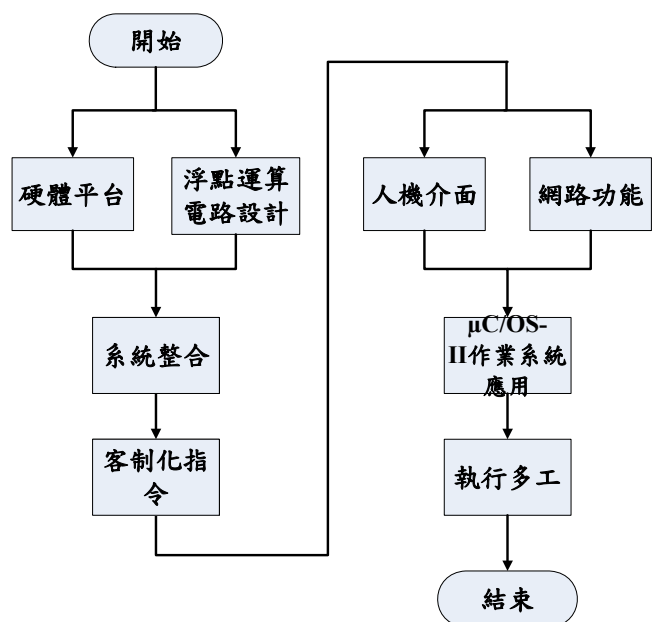 開始
硬體平台
浮點運算
電路設計
系統整合
客制化指
令
人機介面
網路功能
μC/OS-
II作業系統
應用
執行多工
結束